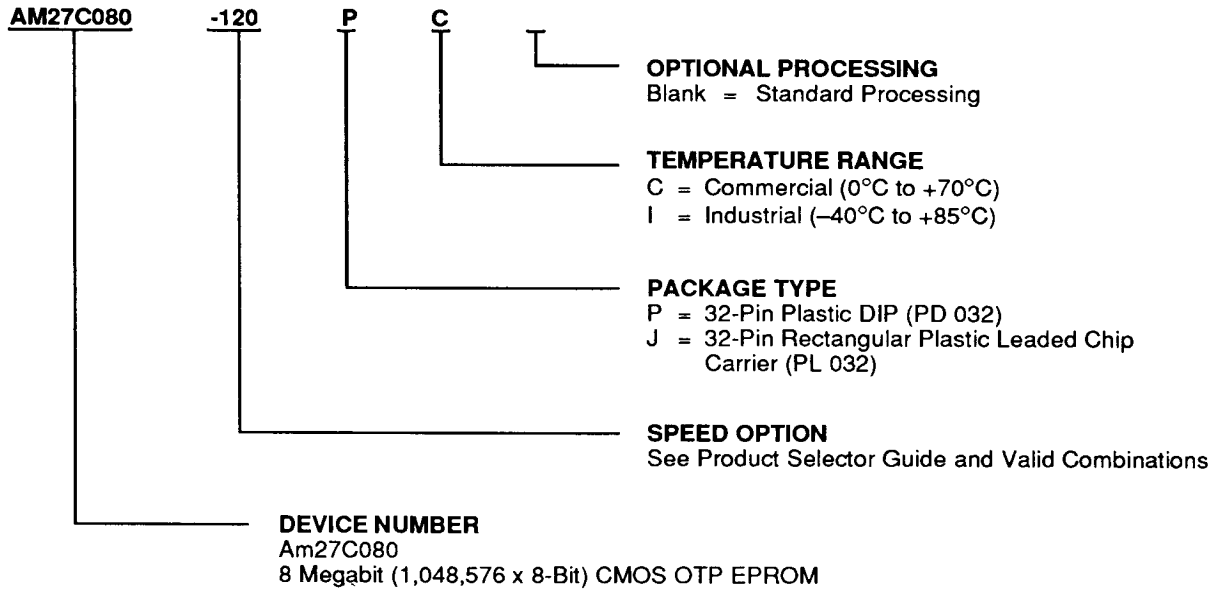 AM27C080 -120 P C
OPTIONAL PROCESSING
Blank = Standard Processing
TEMPERATURE RANGE
C = Commercial (0°C to +70°C)
I = Industrial (–40°C to +85°C)
PACKAGE TYPE
P = 32-Pin Plastic DIP (PD 032)
J = 32-Pin Rectangular Plastic Leaded Chip
Carrier (PL 032)
SPEED OPTION
See Product Selector Guide and Valid Combinations
DEVICE NUMBER
Am27C080
8 Megabit (1,048,576 x 8-Bit) CMOS OTP EPROM